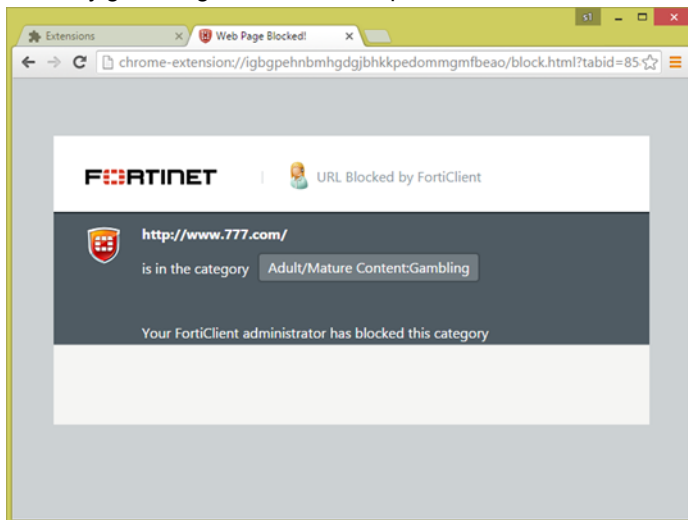 s1
Extensions
Web Page Blocked!
chrome-extension://igbgpehnbmhgdgjbhkkpedommgmfbeao/block.html?tabid=85
FORTINET
URL Blocked by FortiClient
http://www.777.com/
is in the category Adult/Mature Content:Gambling
Your FortiClient administrator has blocked this category